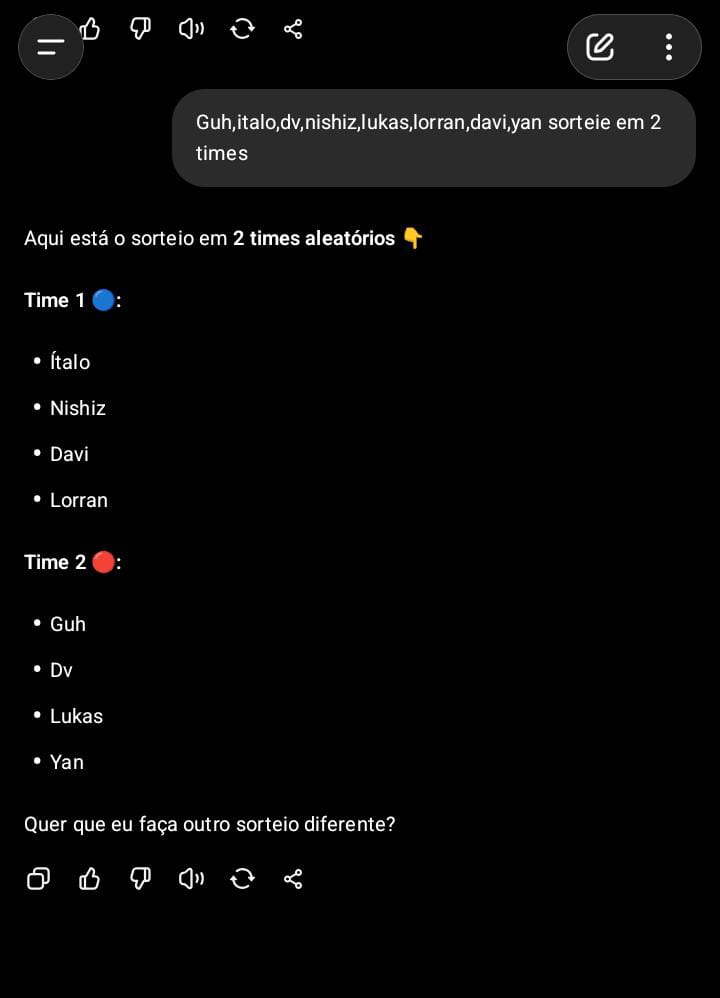 Guh,italo,dv,nishiz,lukas,lorran,davi,yan sorteie em 2
times
Aqui está o sorteio em 2 times aleatórios 👇
Time 1 🔵:
• Ítalo
• Nishiz
• Davi
• Lorran
Time 2 🔴:
• Guh
• Dv
• Lukas
• Yan
Quer que eu faça outro sorteio diferente?